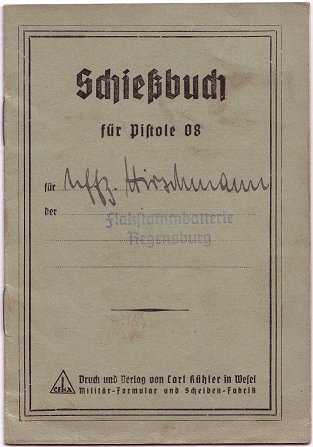 Schießbuch
für Pistole 08
für Uffz. Hirschmann
der Flakstammbatterie
Regensburg
Druck und Verlag von Carl Kühler in Wesel
Militär-Formular und Scheiben-Fabrik